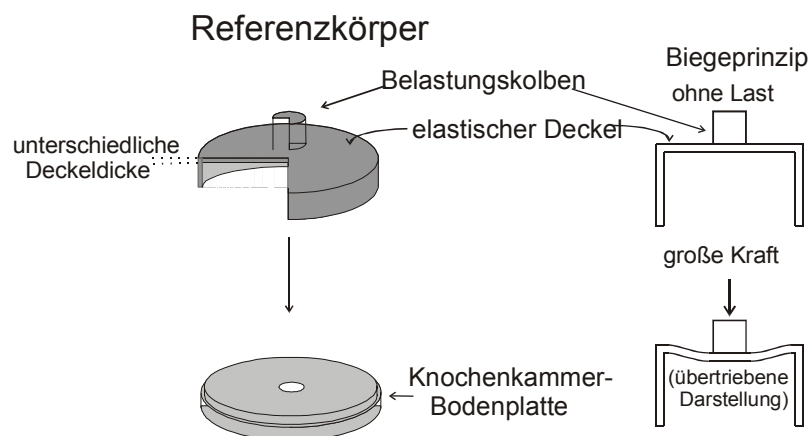 Referenzkörper
Biegeprinzip
Belastungskolben
ohne Last
elastischer Deckel
unterschiedliche
Deckeldicke
große Kraft
Knochenkammer-
Bodenplatte
(übertriebene
Darstellung)